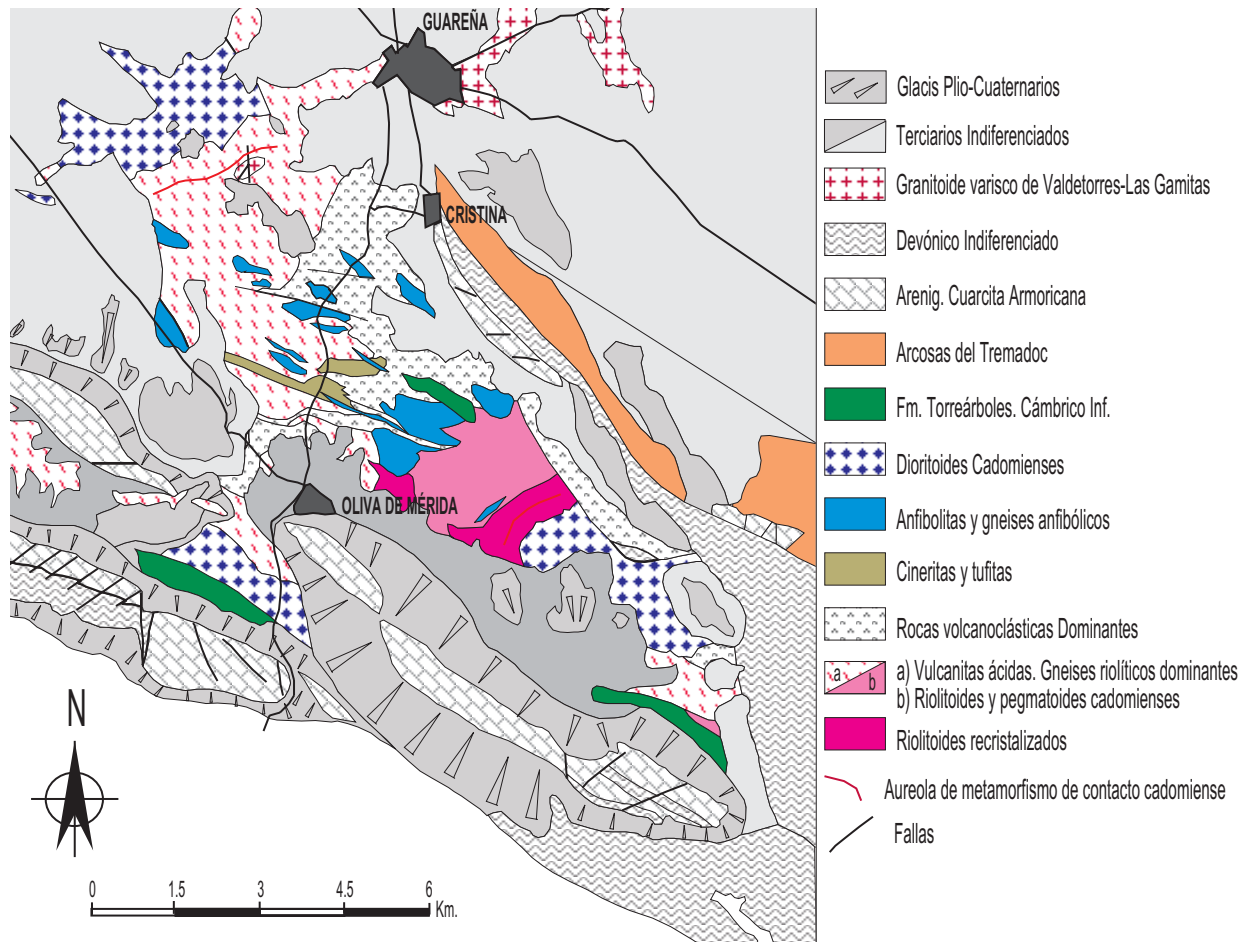 GUAREÑA
CRISTINA
OLIVA DE MÉRIDA
N
0 1.5 3 4.5 6
Km.
Glacis Plio-Cuaternarios
Terciarios Indiferenciados
Granitoide varisco de Valdetorres-Las Gamitas
Devónico Indiferenciado
Arenig. Cuarcita Armoricana
Arcosas del Tremadoc
Fm. Torreárboles. Cámbrico Inf.
Dioritoides Cadomienses
Anfibolitas y gneises anfibólicos
Cineritas y tufitas
Rocas volcanoclásticas Dominantes
a b
a) Vulcanitas ácidas. Gneises riolíticos dominantes
b) Riolitoides y pegmatoides cadomienses
Riolitoides recristalizados
Aureola de metamorfismo de contacto cadomiense
Fallas